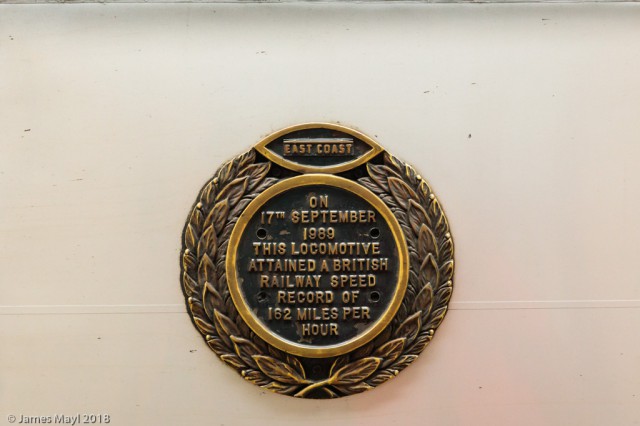 EAST COAST
ON
17TH SEPTEMBER
1989
THIS LOCOMOTIVE
ATTAINED A BRITISH
RAILWAY SPEED
RECORD OF
162 MILES PER
HOUR
© James Mayl 2018